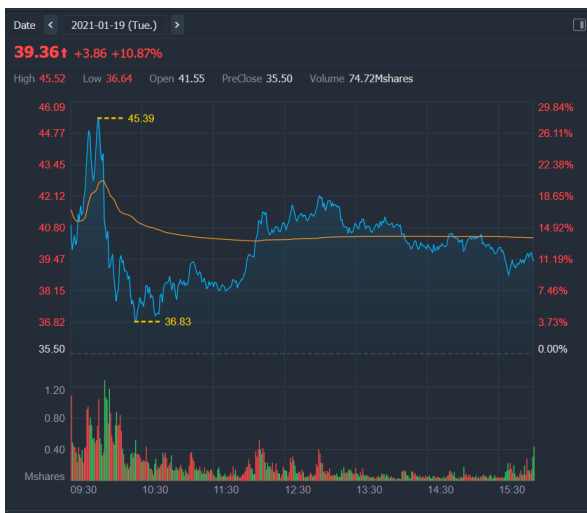 Date < 2021-01-19 (Tue.) >
39.36↑ +3.86 +10.87%
High 45.52 Low 36.64 Open 41.55 PreClose 35.50 Volume 74.72Mshares
46.09 29.84%
45.39
44.77 26.11%
43.45 22.38%
42.12 18.65%
40.80 14.92%
39.47 11.19%
38.15 7.46%
36.82 36.83 3.73%
35.50 0.00%
1.20
0.80
0.40
Mshares
09:30 10:30 11:30 12:30 13:30 14:30 15:30